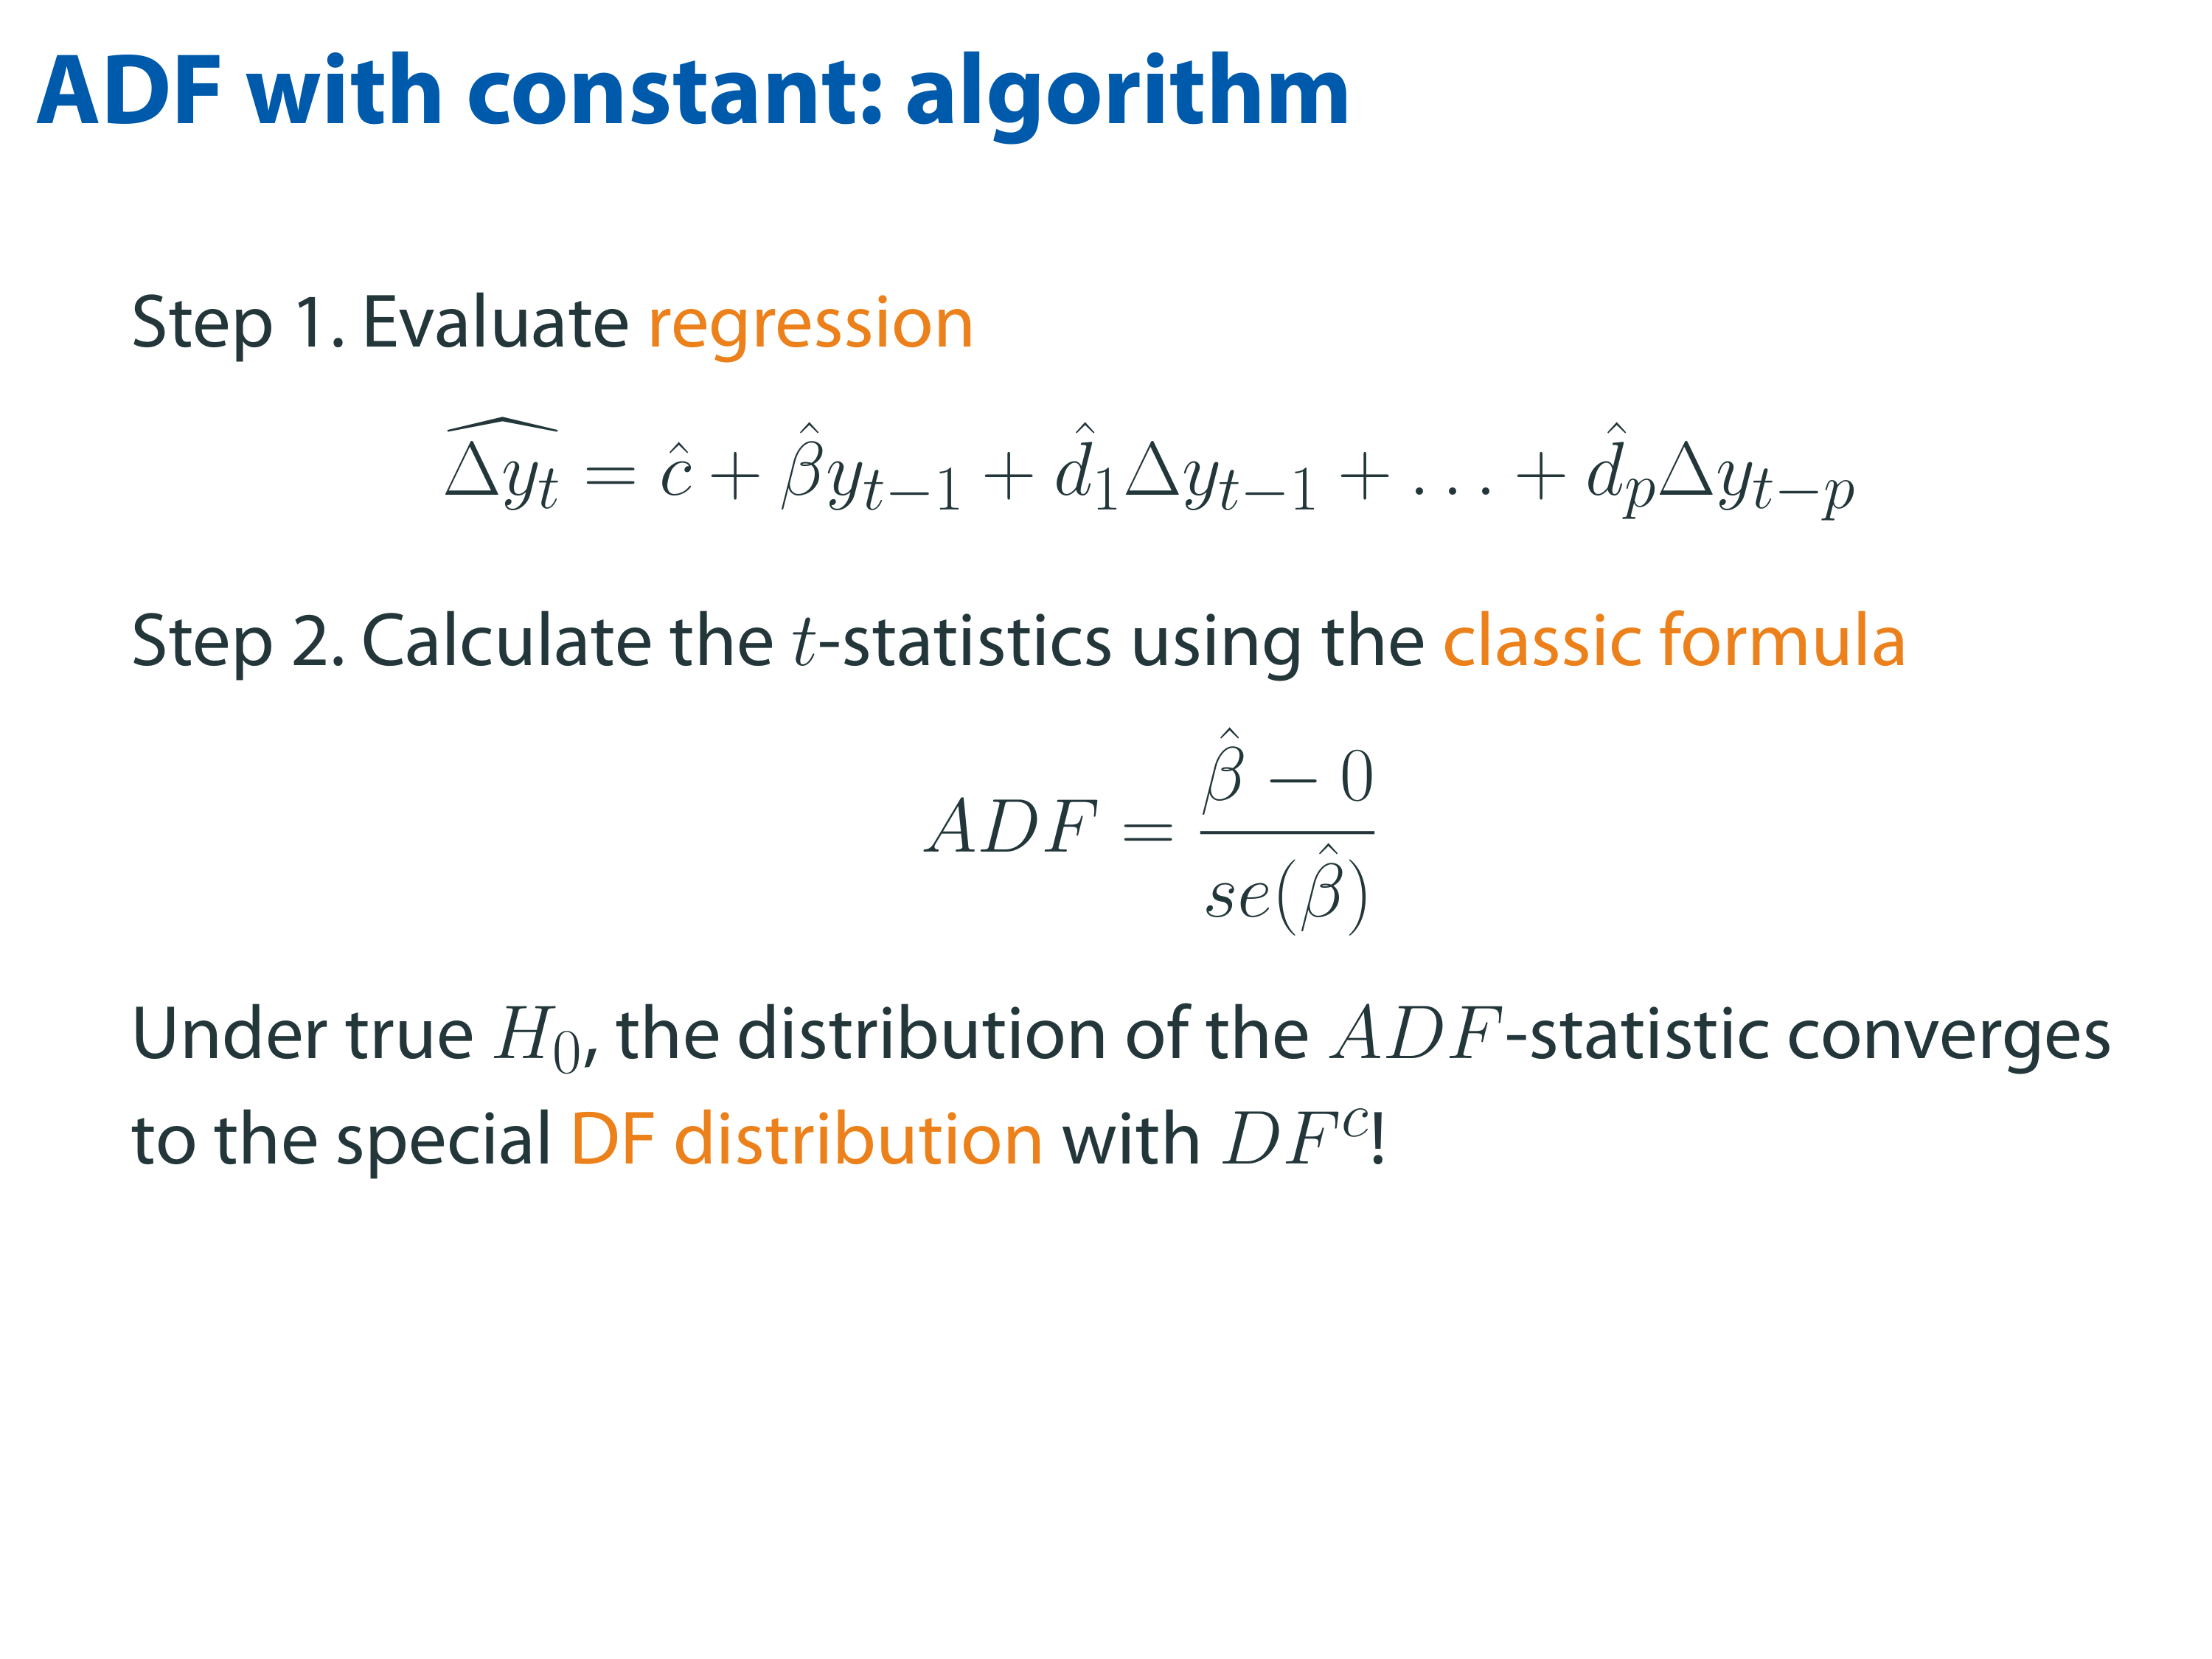 ADF with constant: algorithm
Step 1. Evaluate regression
$\widehat{\Delta y_t} = \hat{c} + \hat{\beta} y_{t-1} + \hat{d}_1 \Delta y_{t-1} + \ldots + \hat{d}_p \Delta y_{t-p}$
Step 2. Calculate the $t$-statistics using the classic formula
$ADF = \frac{\hat{\beta} - 0}{se(\hat{\beta})}$
Under true $H_0$, the distribution of the $ADF$-statistic converges
to the special DF distribution with $DF^c$!